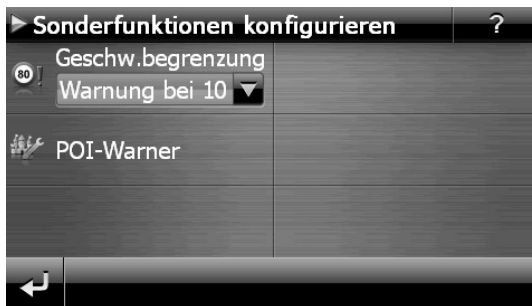 Sonderfunktionen konfigurieren ?
Geschw.begrenzung
80 !
Warnung bei 10
POI-Warner